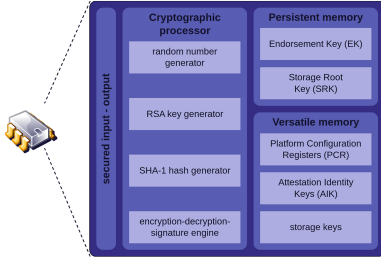 secured input - output
Cryptographic
processor
random number
generator
RSA key generator
SHA-1 hash generator
encryption-decryption-
signature engine
Persistent memory
Endorsement Key (EK)
Storage Root
Key (SRK)
Versatile memory
Platform Configuration
Registers (PCR)
Attestation Identity
Keys (AIK)
storage keys